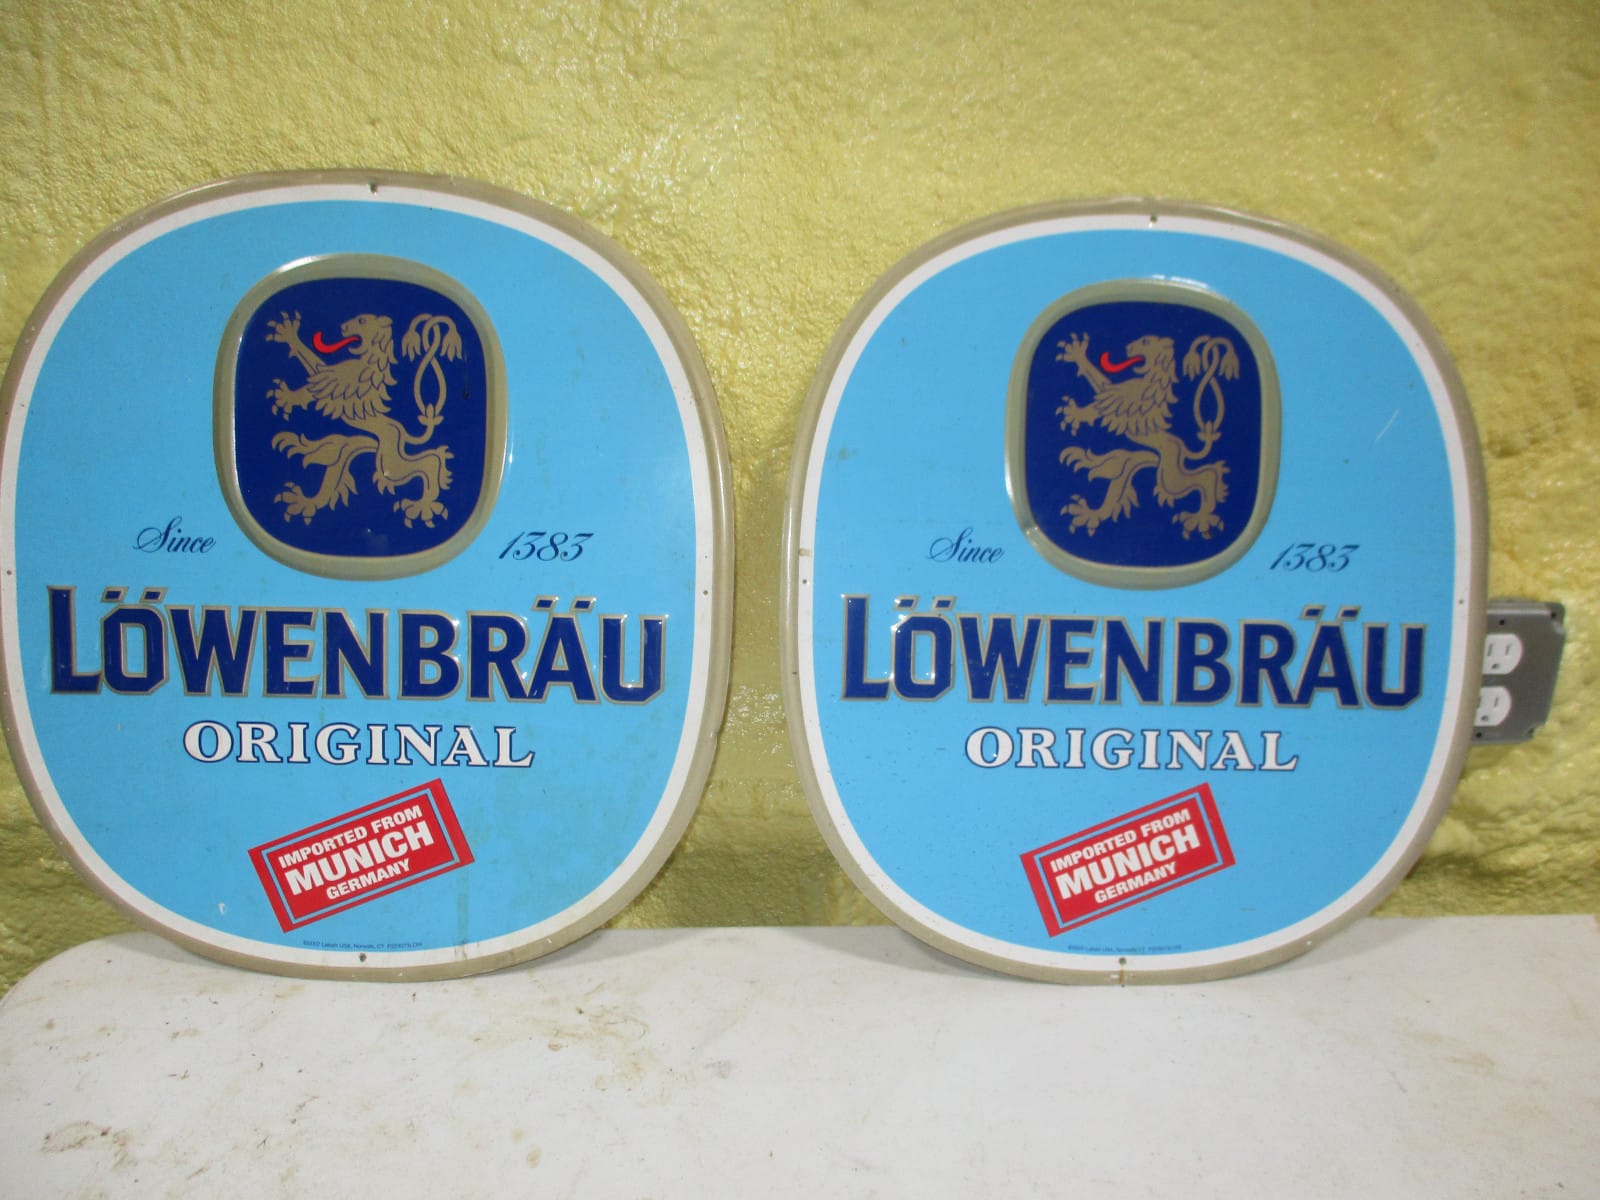 Since 1383
LÖWENBRÄU
ORIGINAL
IMPORTED FROM
MUNICH
GERMANY
Since 1383
LÖWENBRÄU
ORIGINAL
IMPORTED FROM
MUNICH
GERMANY